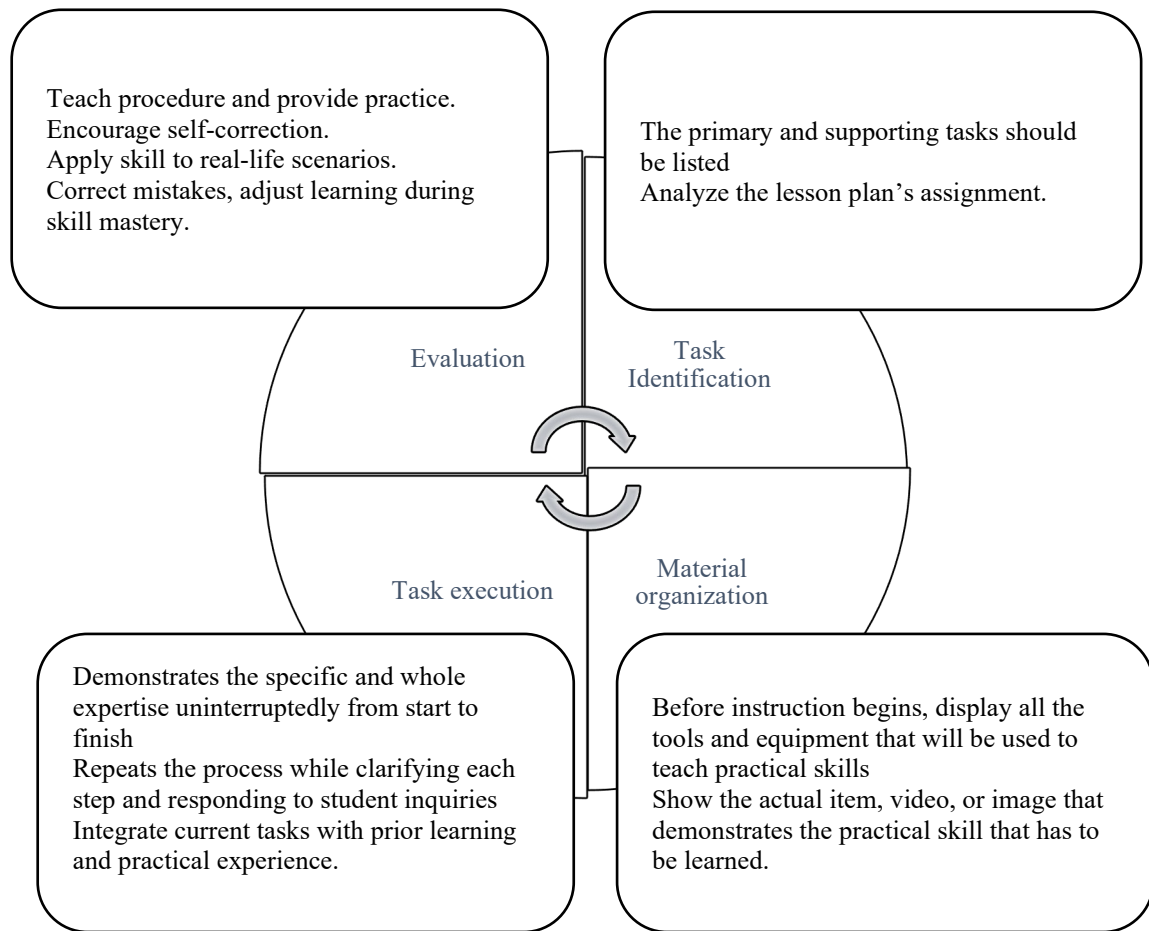 Teach procedure and provide practice.
Encourage self-correction.
Apply skill to real-life scenarios.
Correct mistakes, adjust learning during
skill mastery.
The primary and supporting tasks should
be listed
Analyze the lesson plan’s assignment.
Evaluation
Task
Identification
Task execution
Material
organization
Demonstrates the specific and whole
expertise uninterruptedly from start to
finish
Repeats the process while clarifying each
step and responding to student inquiries
Integrate current tasks with prior learning
and practical experience.
Before instruction begins, display all the
tools and equipment that will be used to
teach practical skills
Show the actual item, video, or image that
demonstrates the practical skill that has to
be learned.